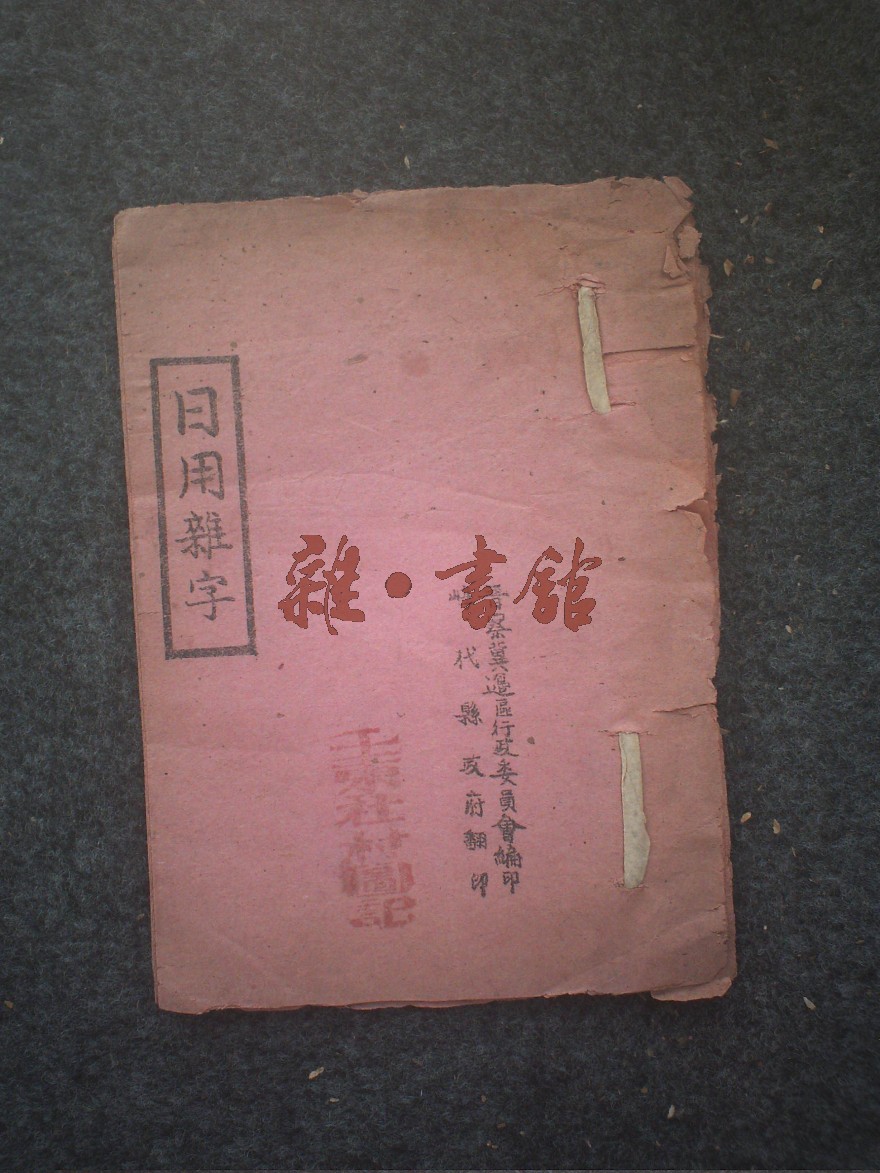 晉察冀邊區行政委員會編印
代縣政府翻印
雜·書館
日用雜字